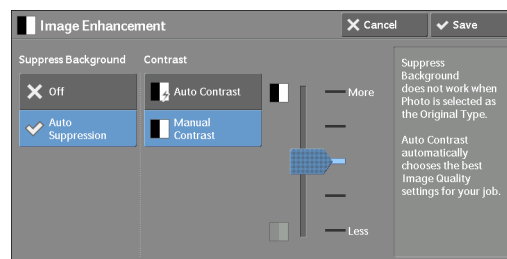 Image Enhancement
Cancel
Save
Suppress Background
Contrast
Off
Auto
Suppression
Auto Contrast
Manual
Contrast
More
Less
Suppress
Background
does not work when
Photo is selected as
the Original Type.
Auto Contrast
automatically
chooses the best
Image Quality
settings for your job.